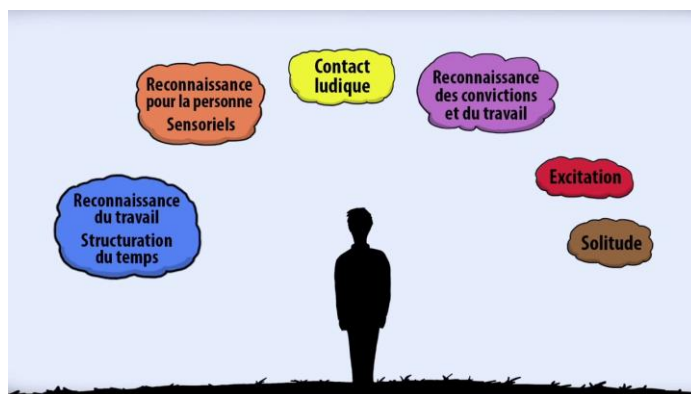 Reconnaissance
du travail
Structuration
du temps
Reconnaissance
pour la personne
Sensoriels
Contact
ludique
Reconnaissance
des convictions
et du travail
Excitation
Solitude